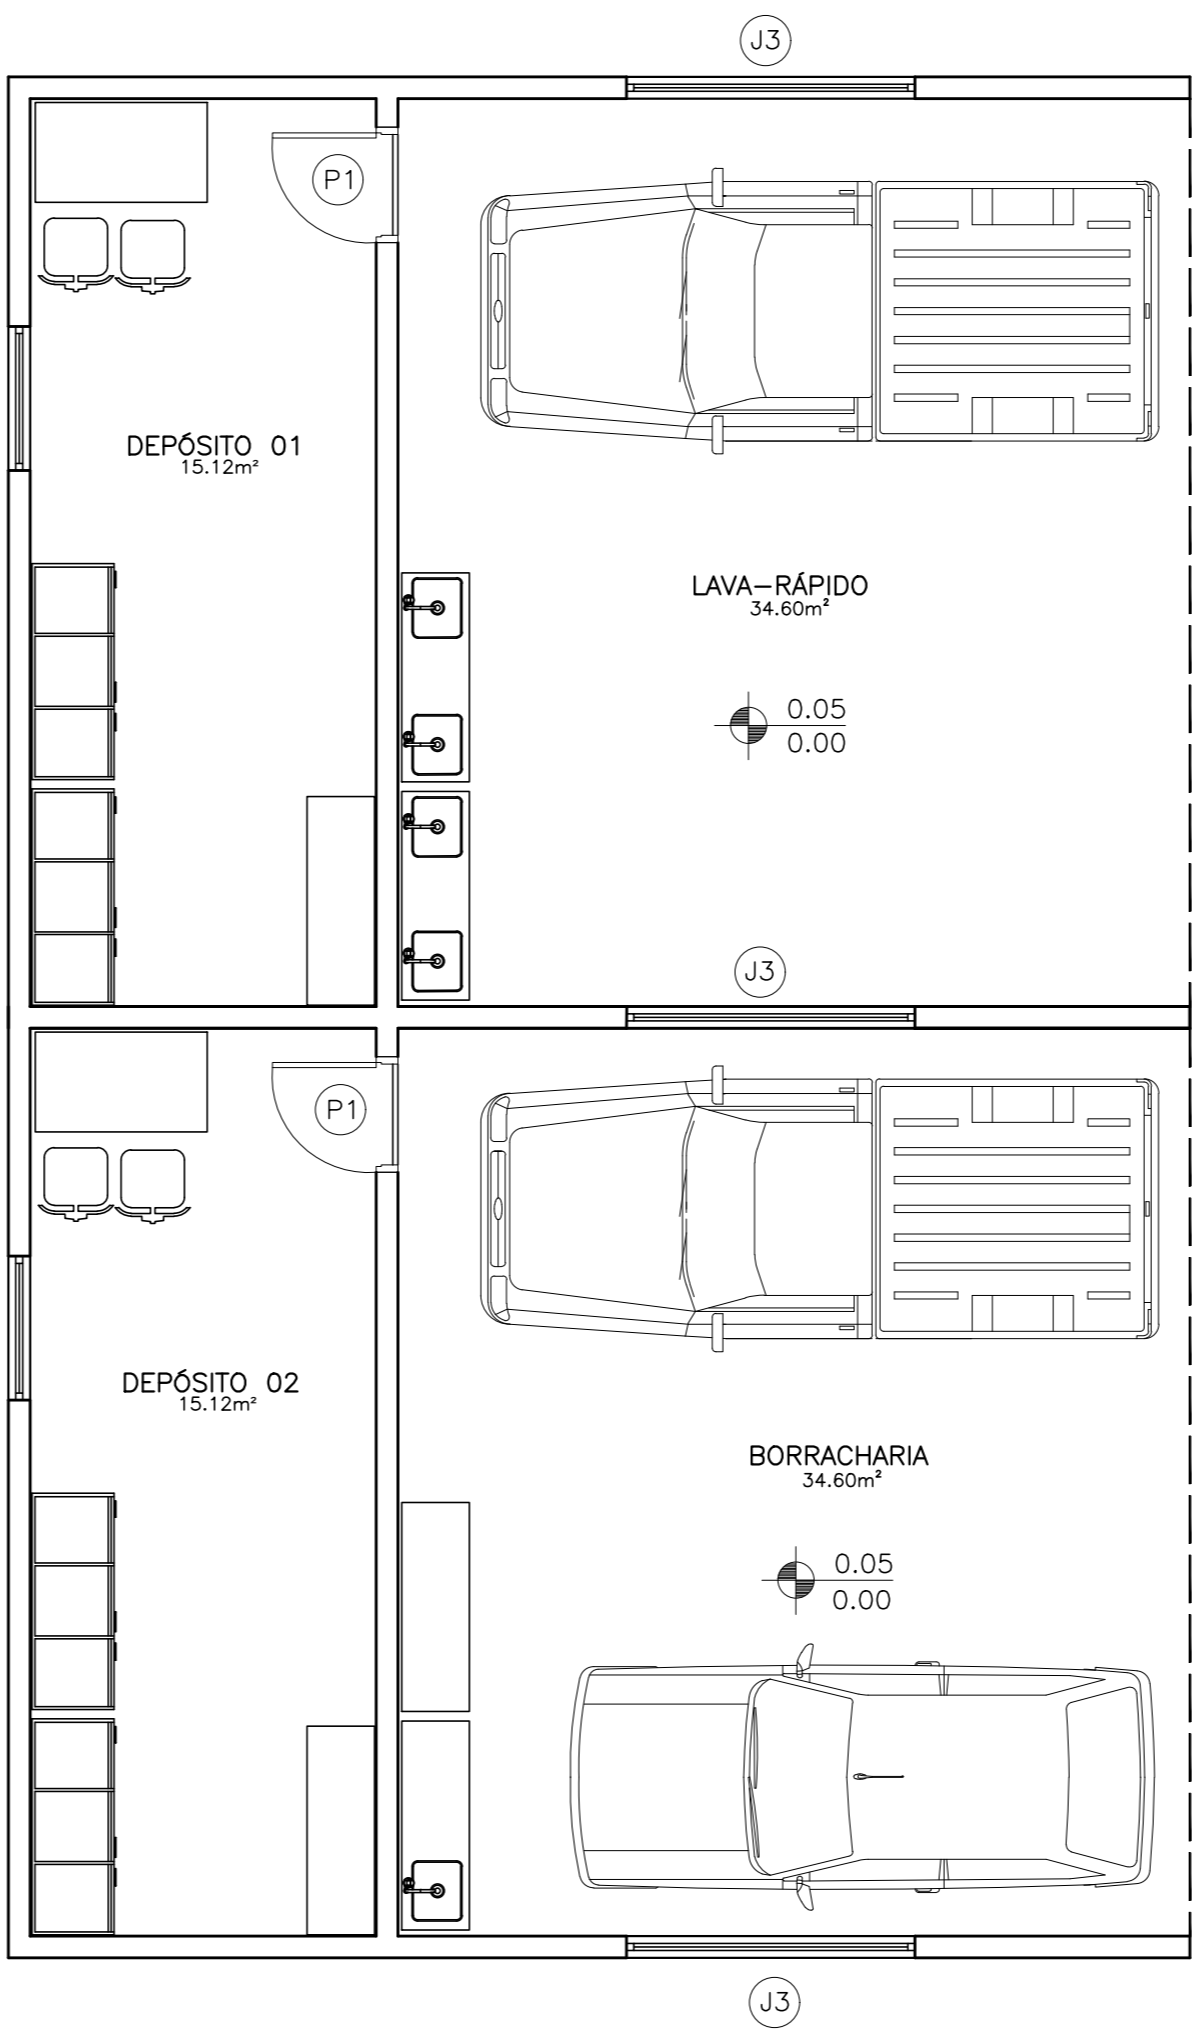 J3
P1
DEPÓSITO 01
15.12m²
LAVA-RÁPIDO
34.60m²
0.05
0.00
J3
P1
DEPÓSITO 02
15.12m²
BORRACHARIA
34.60m²
0.05
0.00
J3